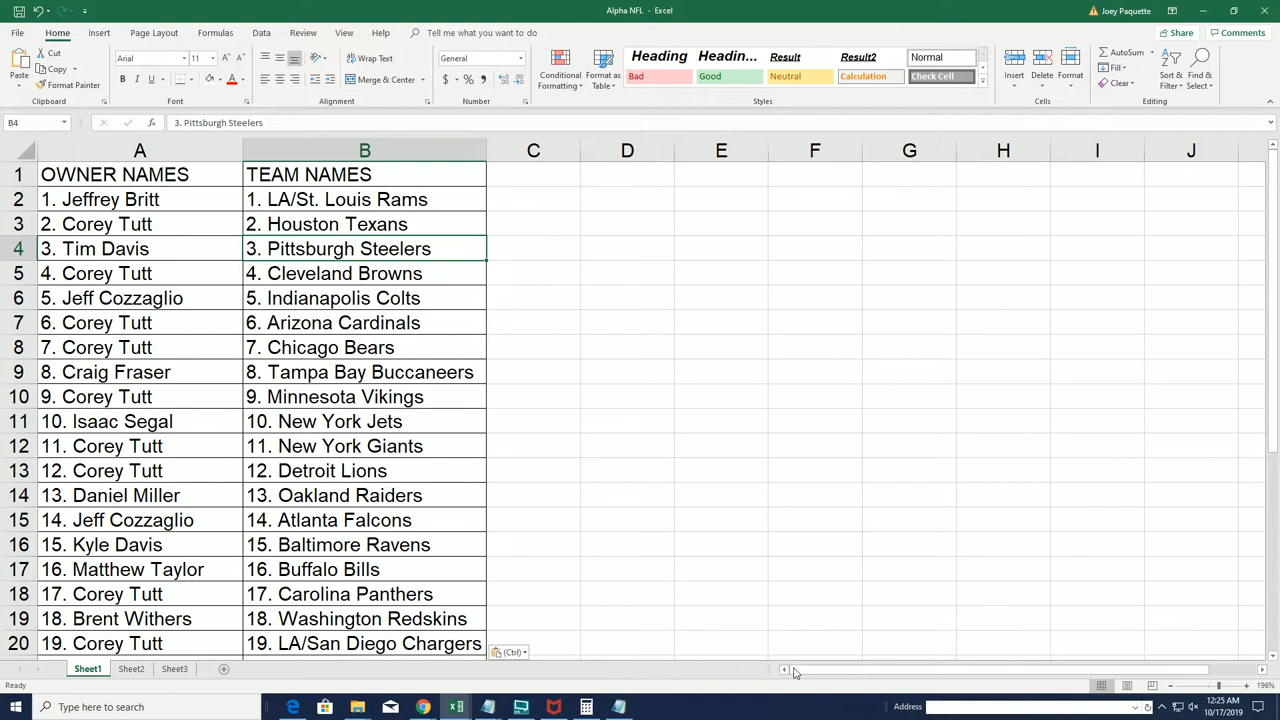 Alpha NFL - Excel
Joey Paquette
File Home Insert Page Layout Formulas Data Review View Help Tell me what you want to do
Share Comments
Paste Cut Copy Format Painter Clipboard
Arial 11 B I U A A A Font
Wrap Text Merge & Center Alignment
General $ % , Number
Conditional Formatting Format as Table
Heading Headin... Result Result2 Normal
Bad Good Neutral Calculation Check Cell
Styles
Insert Delete Format Cells
AutoSum Fill Clear Sort & Filter Find & Select Editing
B4 fx 3. Pittsburgh Steelers
A B C D E F G H I J
1 OWNER NAMES TEAM NAMES
2 1. Jeffrey Britt 1. LA/St. Louis Rams
3 2. Corey Tutt 2. Houston Texans
4 3. Tim Davis 3. Pittsburgh Steelers
5 4. Corey Tutt 4. Cleveland Browns
6 5. Jeff Cozzaglio 5. Indianapolis Colts
7 6. Corey Tutt 6. Arizona Cardinals
8 7. Corey Tutt 7. Chicago Bears
9 8. Craig Fraser 8. Tampa Bay Buccaneers
10 9. Corey Tutt 9. Minnesota Vikings
11 10. Isaac Segal 10. New York Jets
12 11. Corey Tutt 11. New York Giants
13 12. Corey Tutt 12. Detroit Lions
14 13. Daniel Miller 13. Oakland Raiders
15 14. Jeff Cozzaglio 14. Atlanta Falcons
16 15. Kyle Davis 15. Baltimore Ravens
17 16. Matthew Taylor 16. Buffalo Bills
18 17. Corey Tutt 17. Carolina Panthers
19 18. Brent Withers 18. Washington Redskins
20 19. Corey Tutt 19. LA/San Diego Chargers
(Ctrl)
Sheet1 Sheet2 Sheet3
Ready 196%
Type here to search Address 12:25 AM
10/17/2019